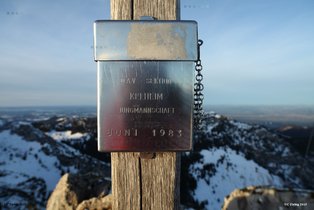 DAV - SEKTION
KELHEIM
JUNGMANNSCHAFT
JUNI 1983